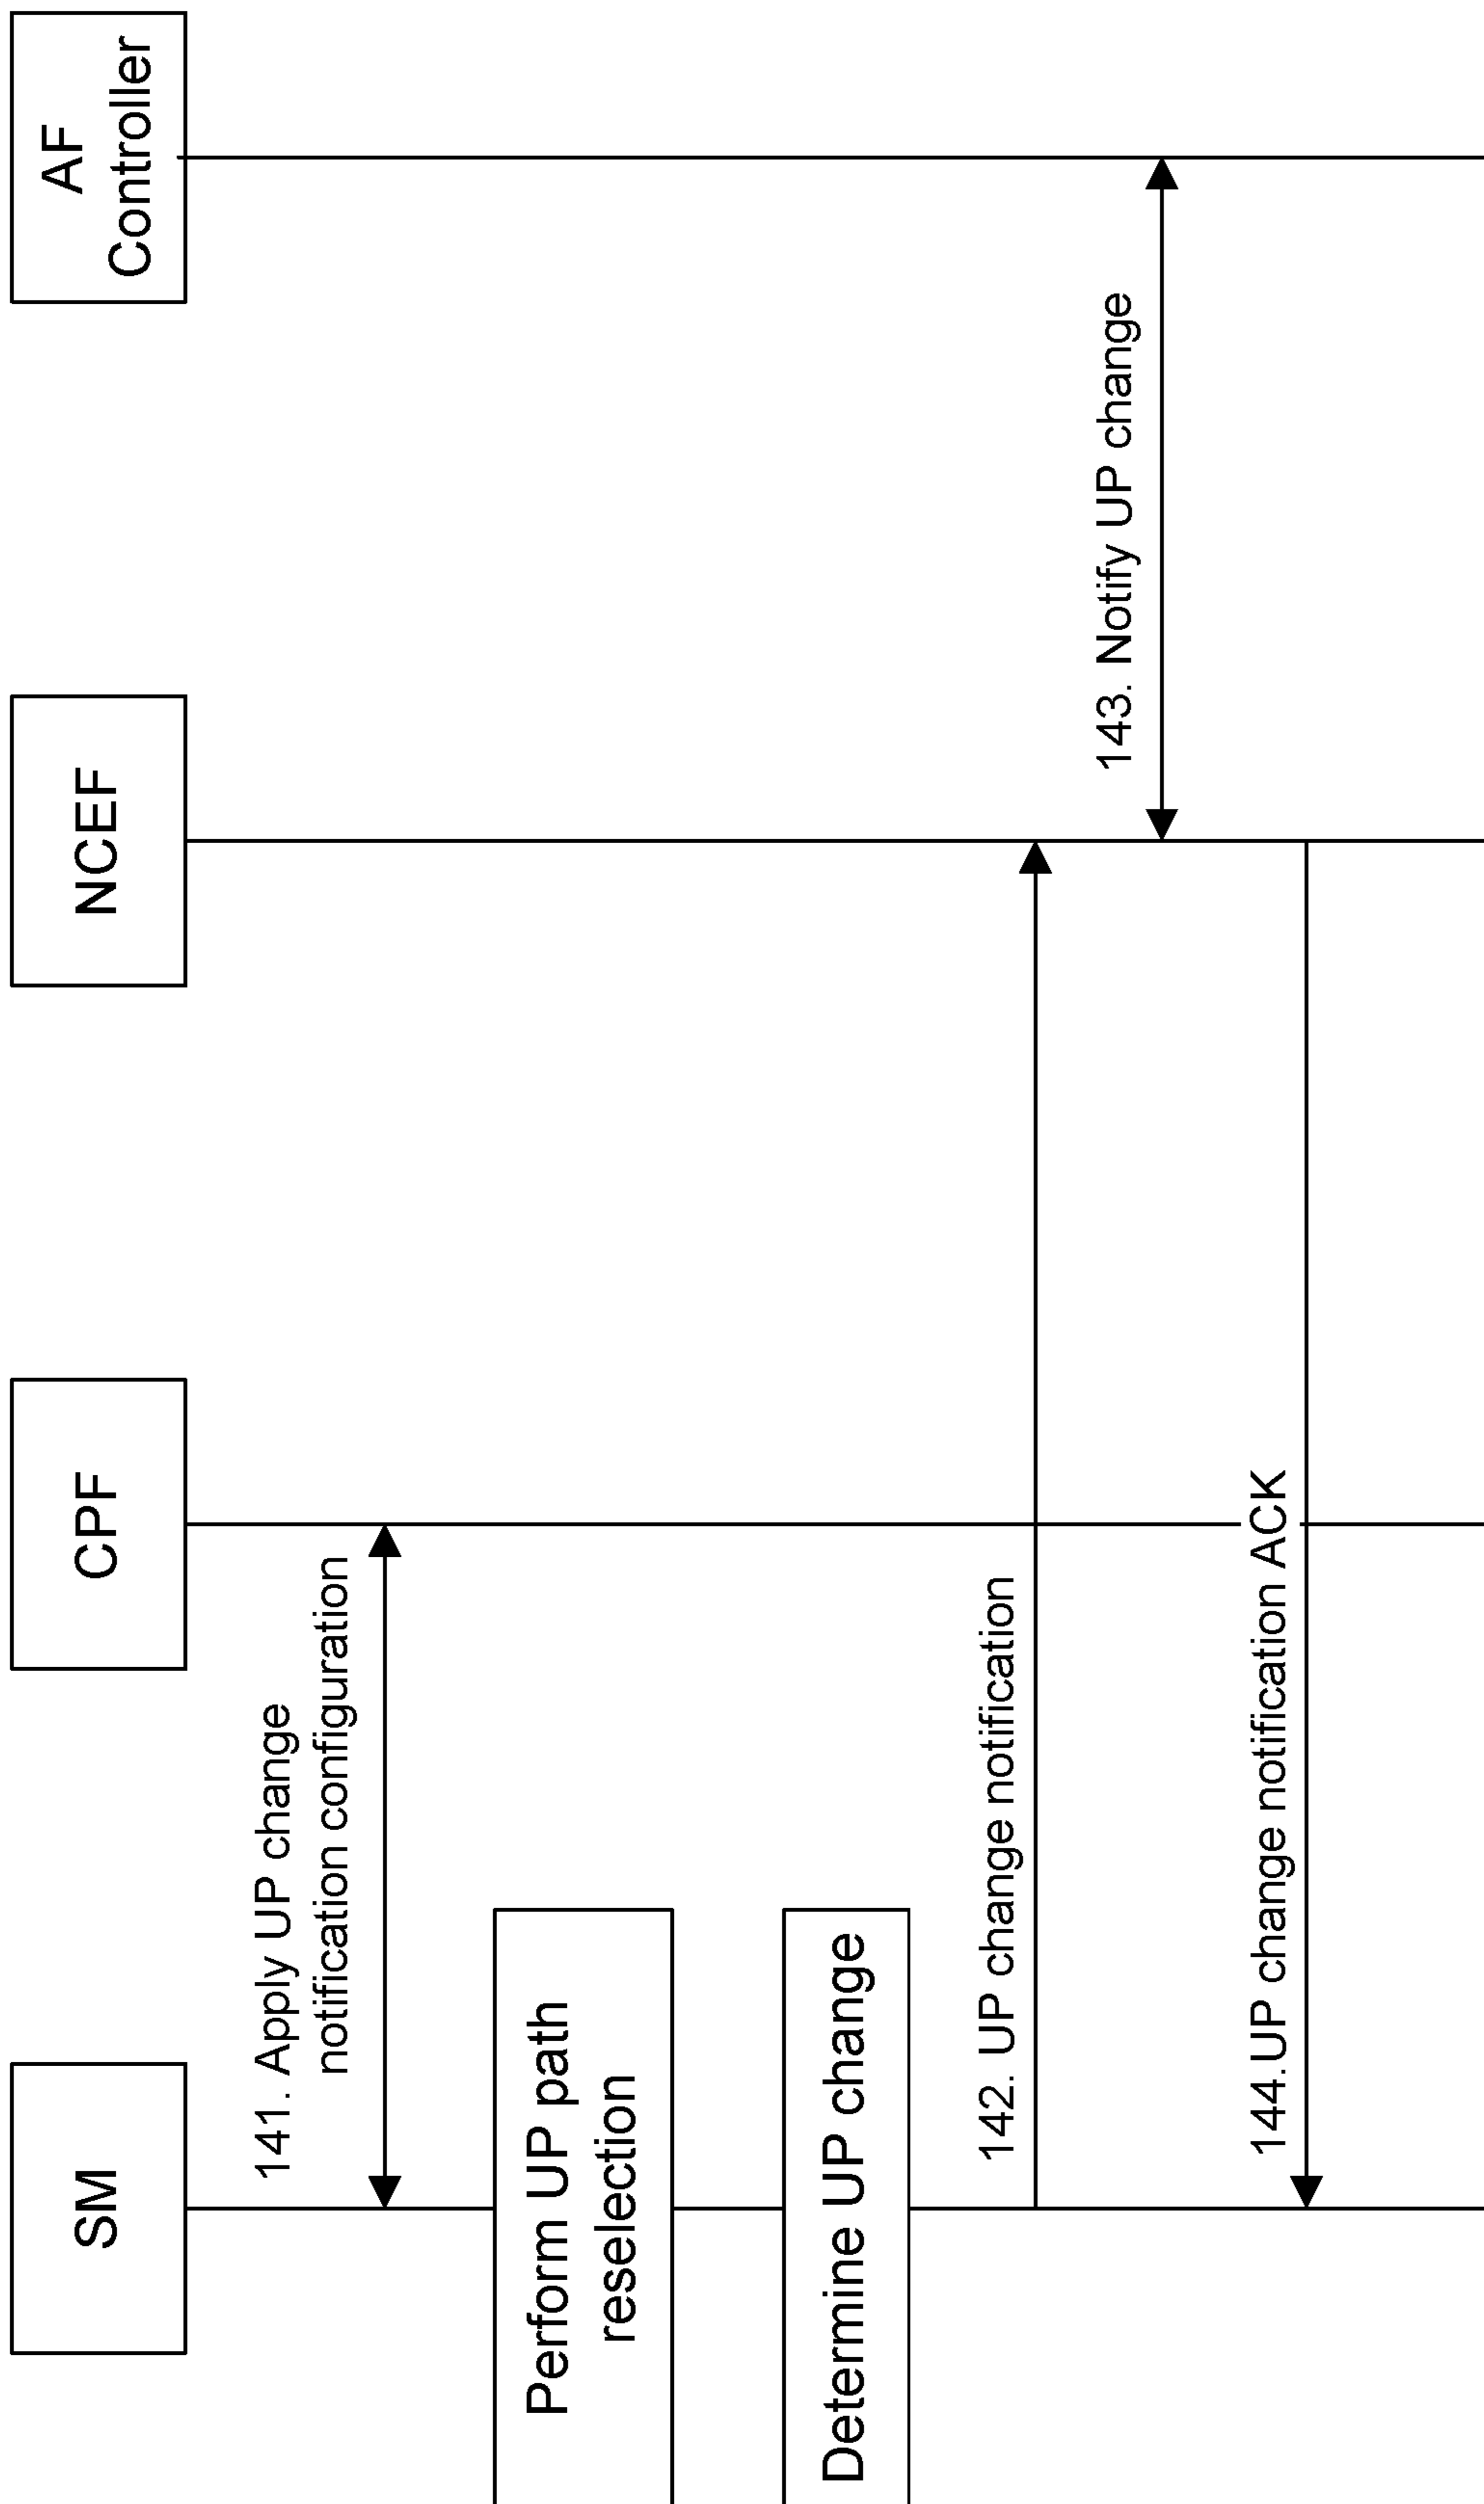 SM
CPF
NCEF
AF
Controller
141. Apply UP change
notification configuration
Perform UP path
reselection
Determine UP change
142. UP change notification
143. Notify UP change
144.UP change notification ACK